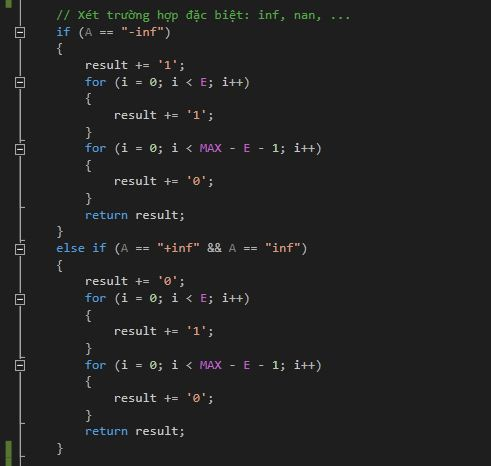 // Xét trường hợp đặc biệt: inf, nan, ...
if (A == "-inf")
{
result += '1';
for (i = 0; i < E; i++)
{
result += '1';
}
for (i = 0; i < MAX - E - 1; i++)
{
result += '0';
}
return result;
}
else if (A == "+inf" && A == "inf")
{
result += '0';
for (i = 0; i < E; i++)
{
result += '1';
}
for (i = 0; i < MAX - E - 1; i++)
{
result += '0';
}
return result;
}